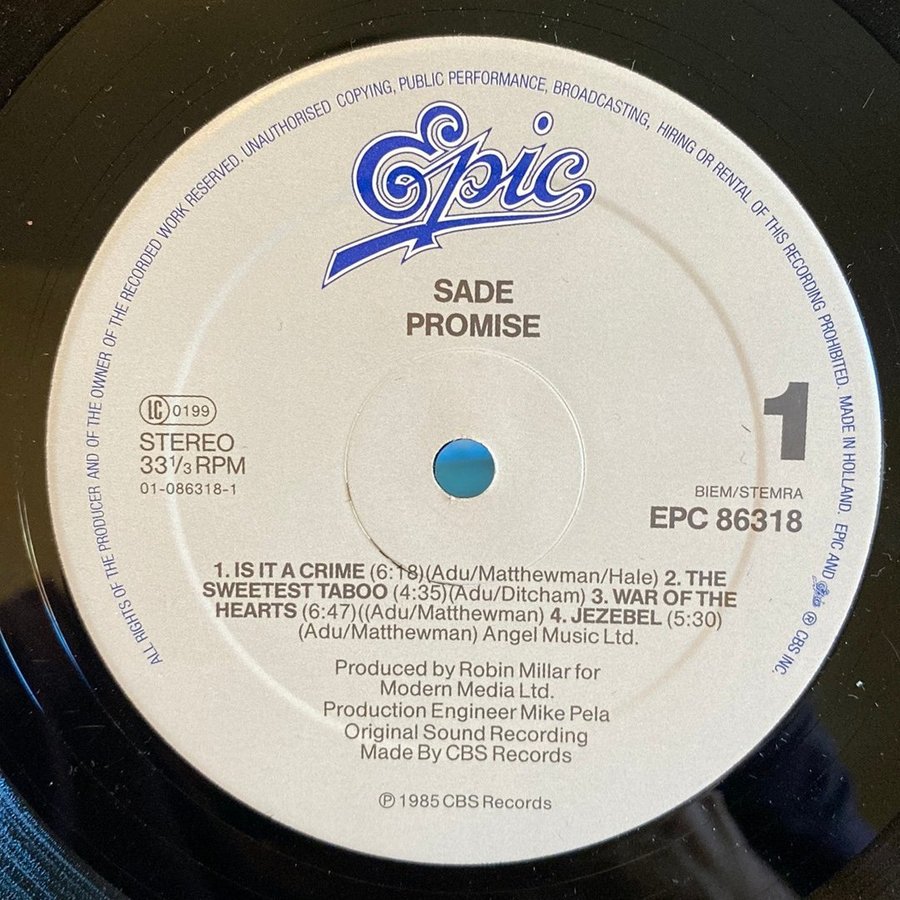 ALL RIGHTS OF THE PRODUCER AND OF THE OWNER OF THE RECORDED WORK RESERVED. UNAUTHORISED COPYING, PUBLIC PERFORMANCE, BROADCASTING, HIRING OR RENTAL OF THIS RECORDING PROHIBITED. MADE IN HOLLAND. EPIC AND Epic ® CBS INC.
Epic
SADE
PROMISE
LC 0199
STEREO
33⅓ RPM
01-086318-1
1
BIEM/STEMRA
EPC 86318
1. IS IT A CRIME (6:18)(Adu/Matthewman/Hale) 2. THE
SWEETEST TABOO (4:35)(Adu/Ditcham) 3. WAR OF THE
HEARTS (6:47)((Adu/Matthewman) 4. JEZEBEL (5:30)
(Adu/Matthewman) Angel Music Ltd.
Produced by Robin Millar for
Modern Media Ltd.
Production Engineer Mike Pela
Original Sound Recording
Made By CBS Records
℗ 1985 CBS Records